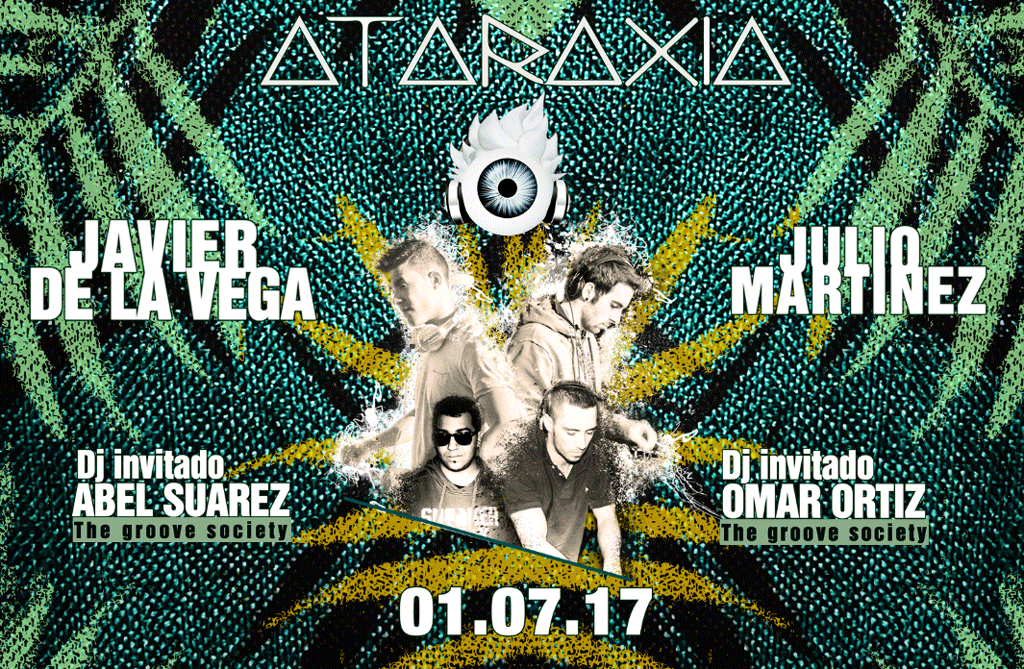 ATARAXIA
JAVIER
DE LA VEGA
JULIO
MARTINEZ
Dj invitado
ABEL SUAREZ
The groove society
Dj invitado
OMAR ORTIZ
The groove society
01.07.17